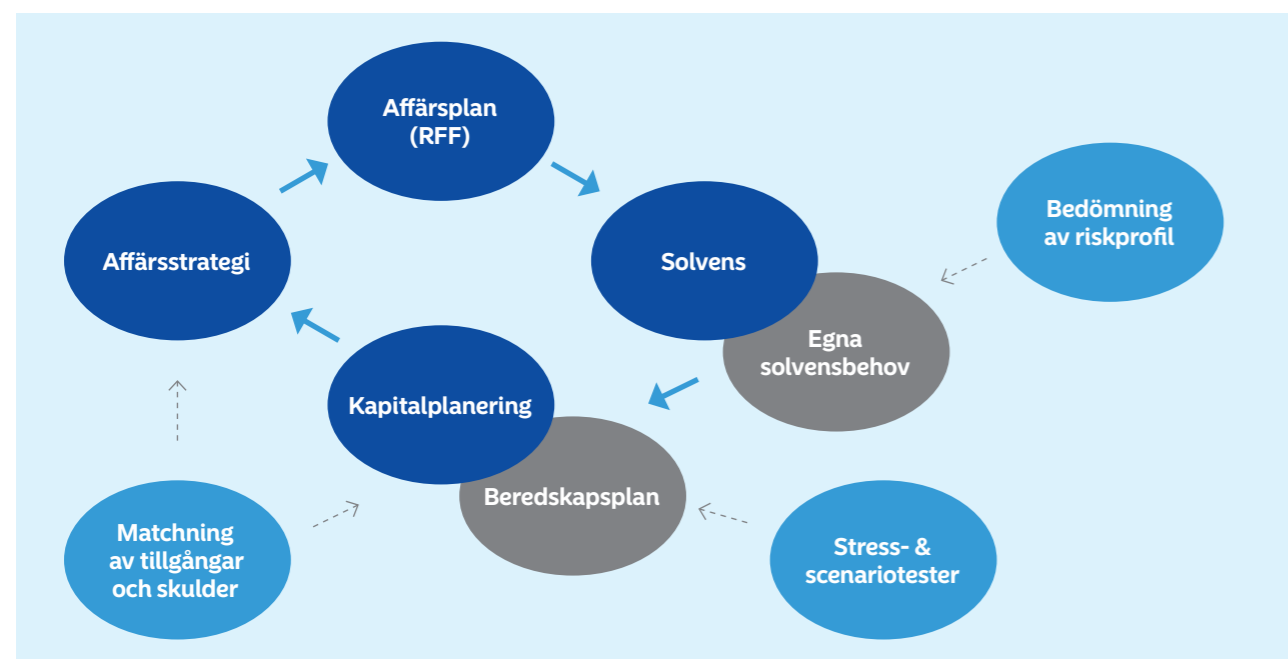 Affärsplan
(RFF)
Affärsstrategi
Solvens
Bedömning
av riskprofil
Egna
solvensbehov
Kapitalplanering
Beredskapsplan
Matchning
av tillgångar
och skulder
Stress- &
scenariotester